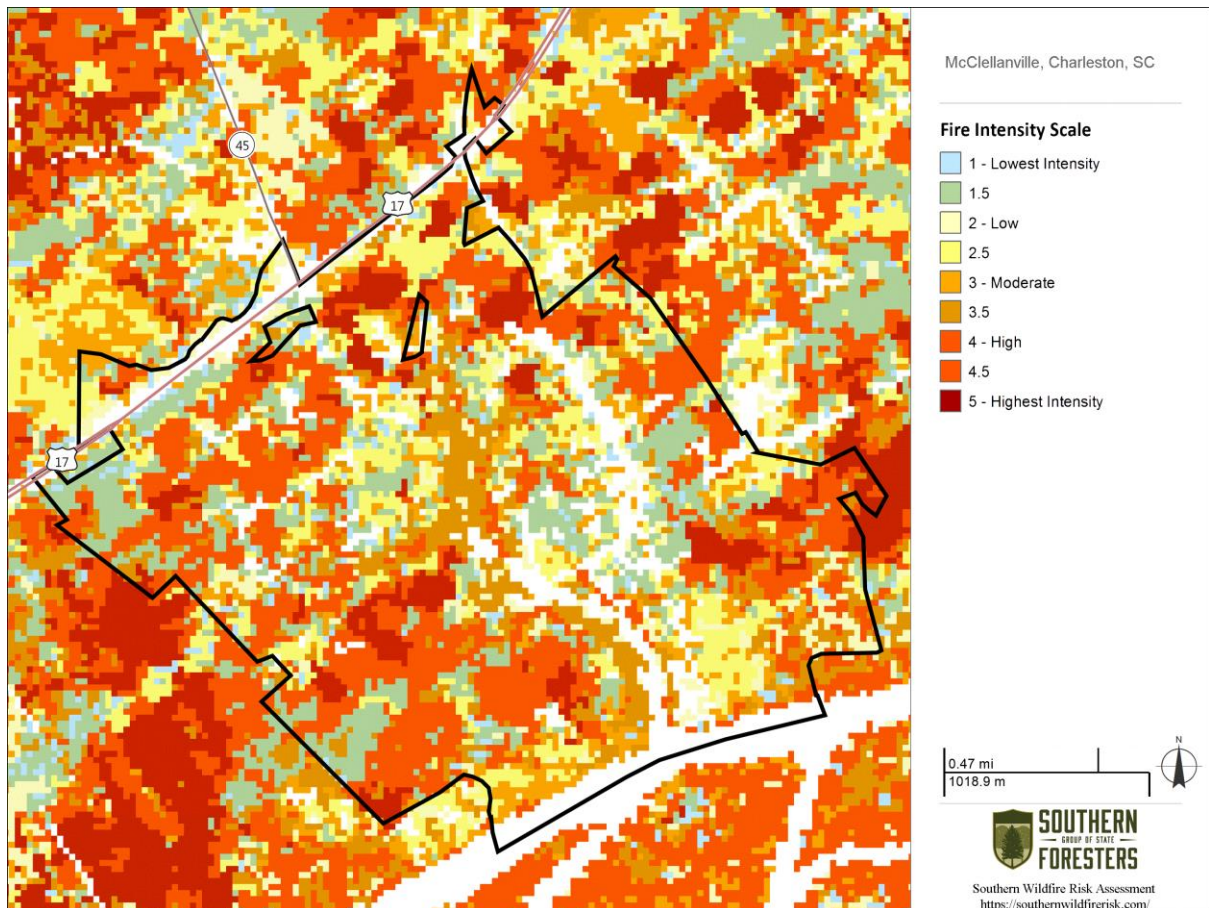 McClellanville, Charleston, SC
Fire Intensity Scale
1 - Lowest Intensity
1.5
2 - Low
2.5
3 - Moderate
3.5
4 - High
4.5
5 - Highest Intensity
45
17
17
0.47 mi
1018.9 m
N
SOUTHERN
GROUP OF STATE
FORESTERS
Southern Wildfire Risk Assessment
https://southernwildfirerisk.com/